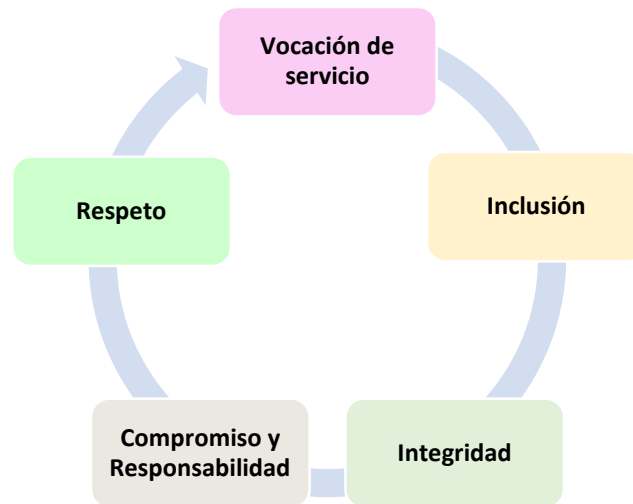 Vocación de
servicio
Inclusión
Integridad
Compromiso y
Responsabilidad
Respeto